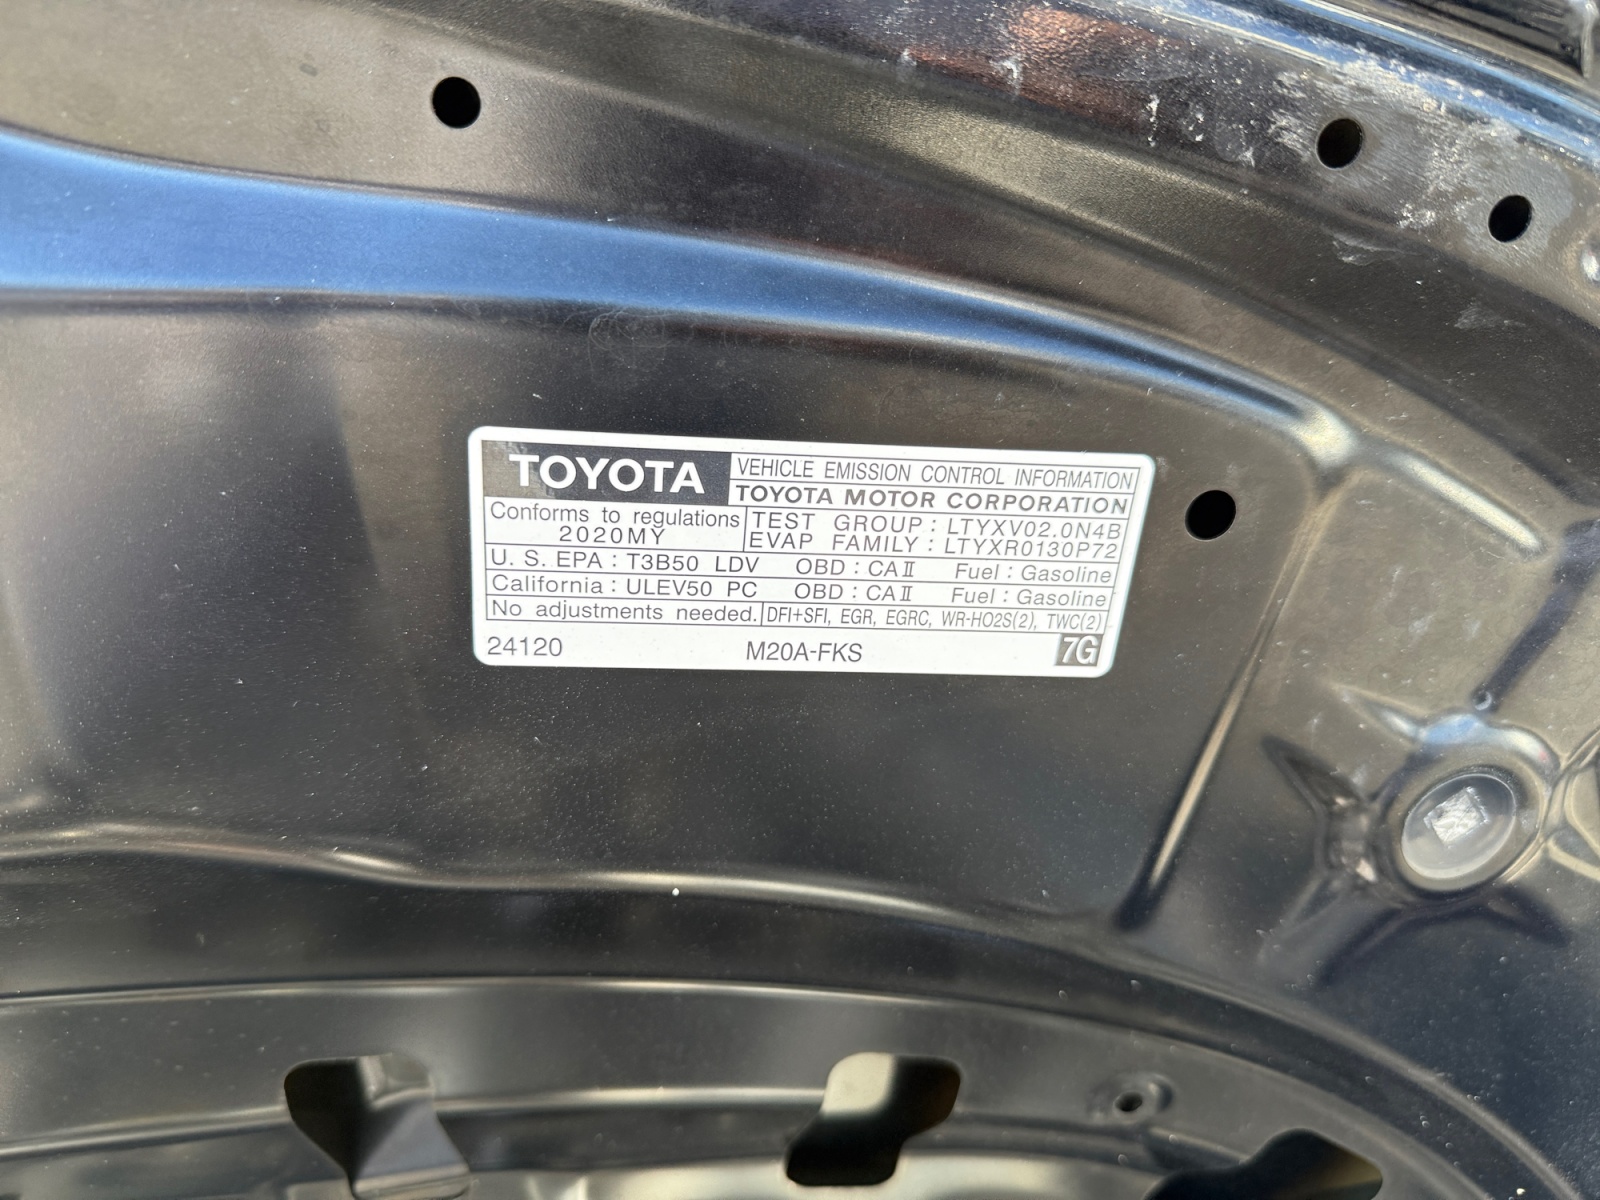 TOYOTA VEHICLE EMISSION CONTROL INFORMATION
TOYOTA MOTOR CORPORATION
Conforms to regulations
2020MY
TEST GROUP : LTYXV02.0N4B
EVAP FAMILY : LTYXR0130P72
U. S. EPA : T3B50 LDV OBD : CAⅡ Fuel : Gasoline
California : ULEV50 PC OBD : CAⅡ Fuel : Gasoline
No adjustments needed. DFI+SFI, EGR, EGRC, WR-HO2S(2), TWC(2)
24120 M20A-FKS 7G